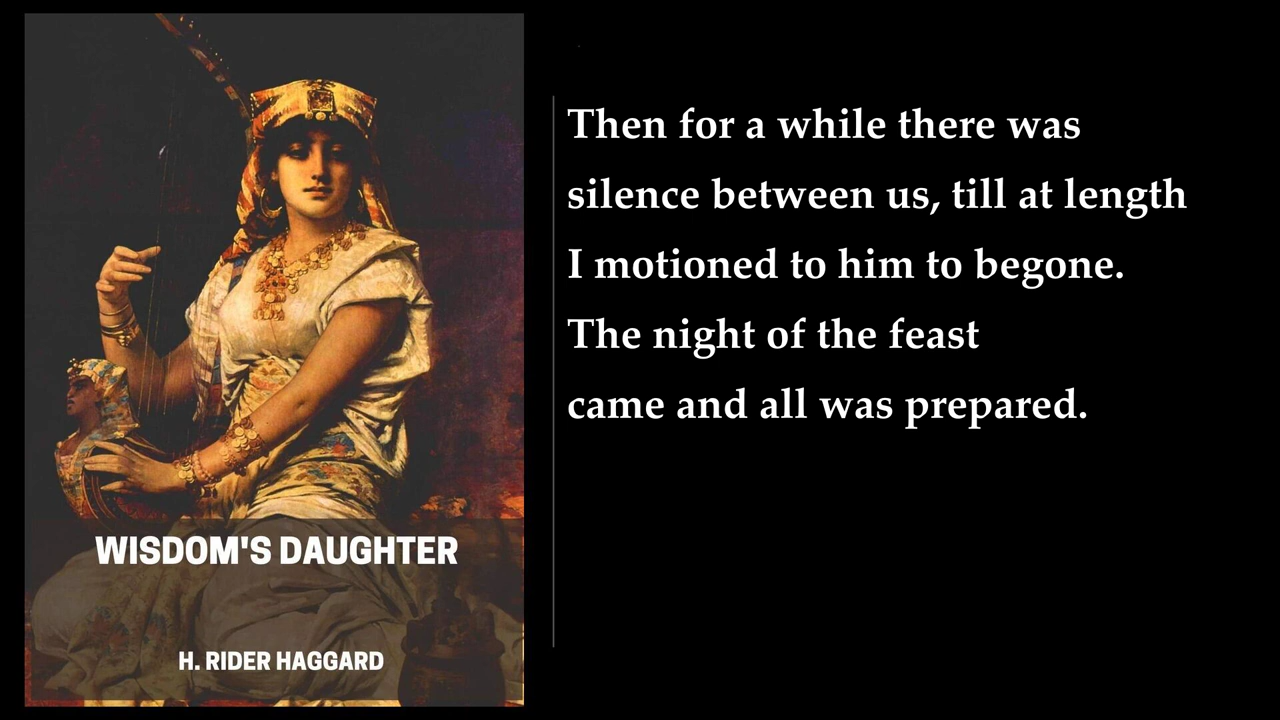 WISDOM'S DAUGHTER
H. RIDER HAGGARD
Then for a while there was
silence between us, till at length
I motioned to him to begone.
The night of the feast
came and all was prepared.